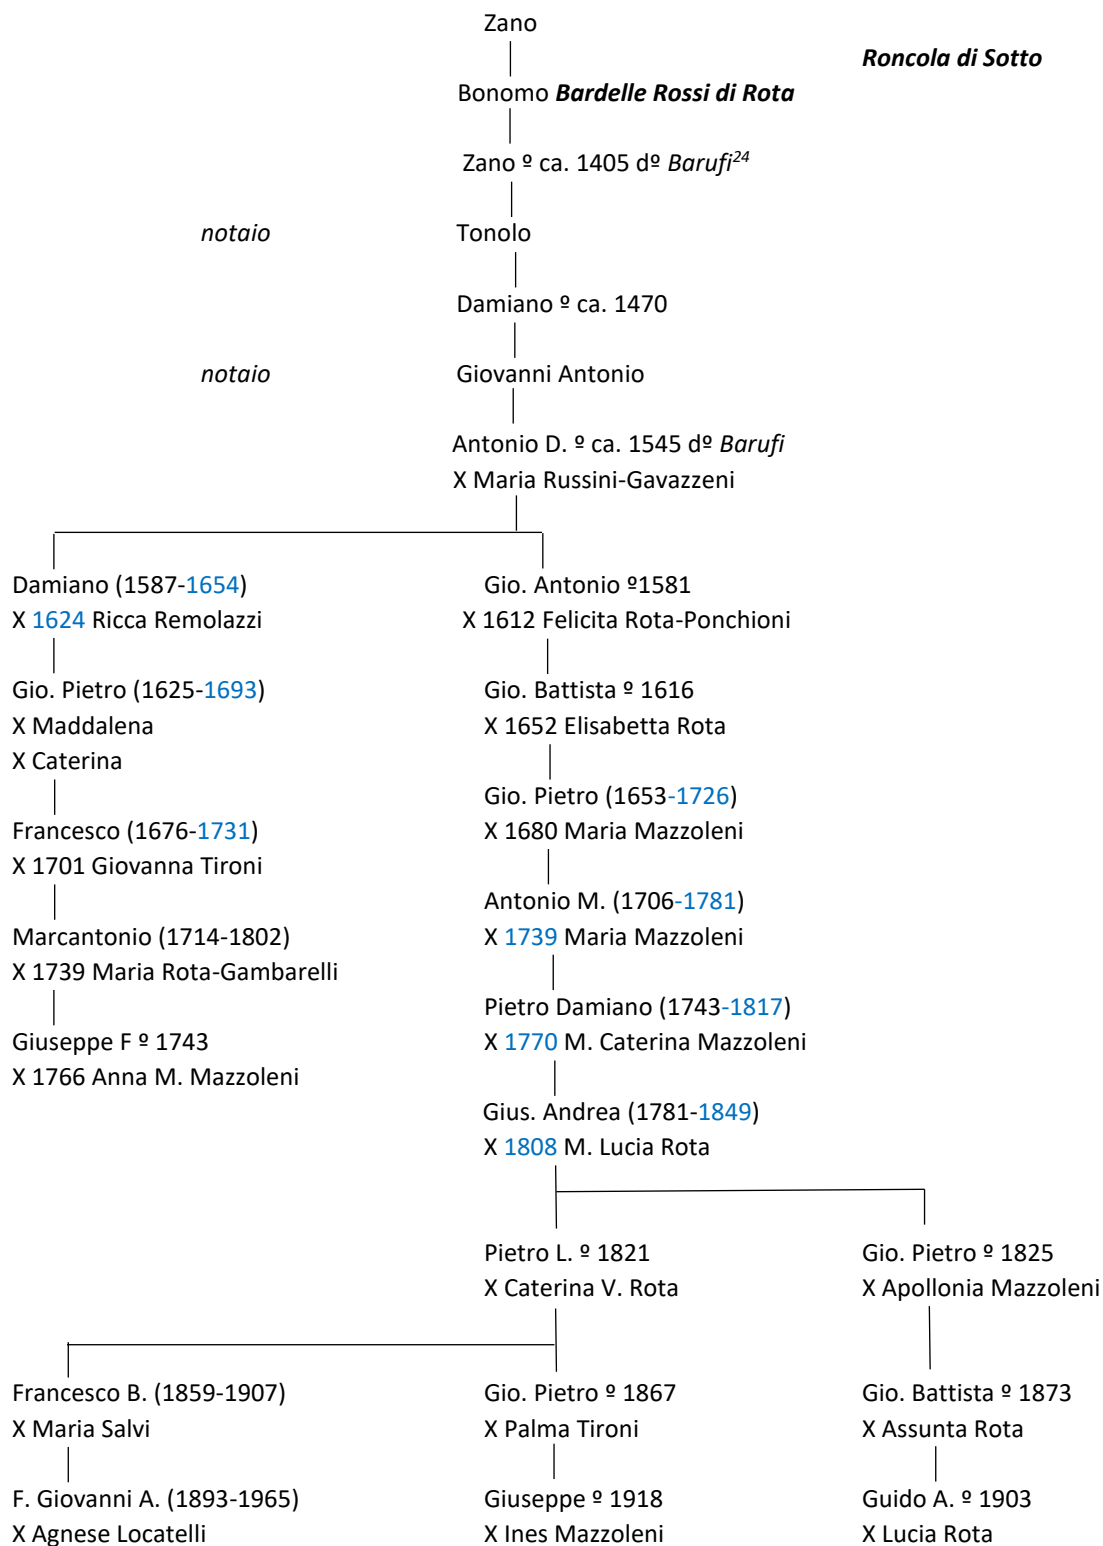 Zano
Roncola di Sotto
Bonomo Bardelle Rossi di Rota
Zano º ca. 1405 dº Barufi24
notaio Tonolo
Damiano º ca. 1470
notaio Giovanni Antonio
Antonio D. º ca. 1545 dº Barufi
X Maria Russini-Gavazzeni
Damiano (1587-1654) Gio. Antonio º1581
X 1624 Ricca Remolazzi X 1612 Felicita Rota-Ponchioni
Gio. Pietro (1625-1693) Gio. Battista º 1616
X Maddalena X 1652 Elisabetta Rota
X Caterina
Gio. Pietro (1653-1726)
Francesco (1676-1731) X 1680 Maria Mazzoleni
X 1701 Giovanna Tironi
Antonio M. (1706-1781)
Marcantonio (1714-1802) X 1739 Maria Mazzoleni
X 1739 Maria Rota-Gambarelli
Pietro Damiano (1743-1817)
Giuseppe F º 1743 X 1770 M. Caterina Mazzoleni
X 1766 Anna M. Mazzoleni
Gius. Andrea (1781-1849)
X 1808 M. Lucia Rota
Pietro L. º 1821 Gio. Pietro º 1825
X Caterina V. Rota X Apollonia Mazzoleni
Francesco B. (1859-1907) Gio. Pietro º 1867 Gio. Battista º 1873
X Maria Salvi X Palma Tironi X Assunta Rota
F. Giovanni A. (1893-1965) Giuseppe º 1918 Guido A. º 1903
X Agnese Locatelli X Ines Mazzoleni X Lucia Rota